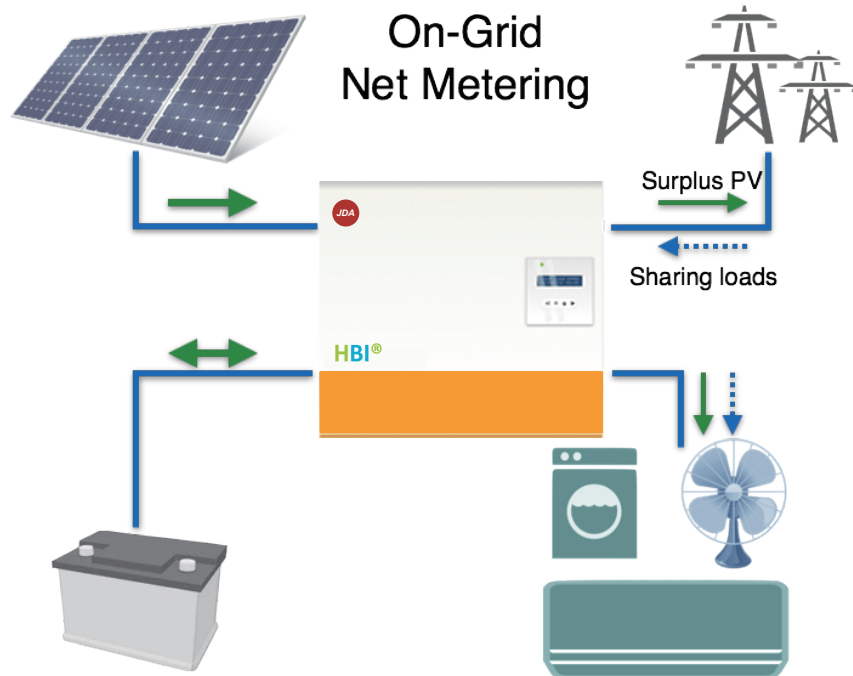 On-Grid
Net Metering
Surplus PV
JDA
Sharing loads
HBI®